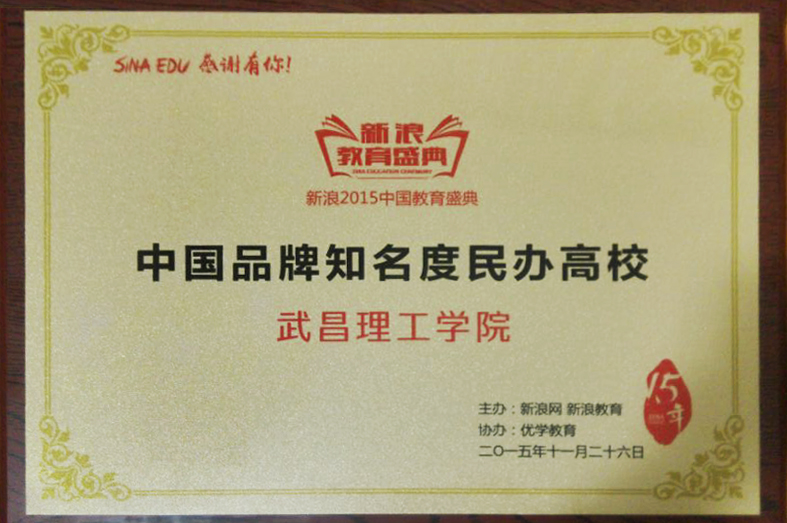 SiNA EDU 感谢有你!
新浪
教育盛典
SINA EDUCATION CEREMONY
新浪2015中国教育盛典
中国品牌知名度民办高校
武昌理工学院
15年
主办：新浪网 新浪教育
协办：优学教育
二〇一五年十一月二十六日